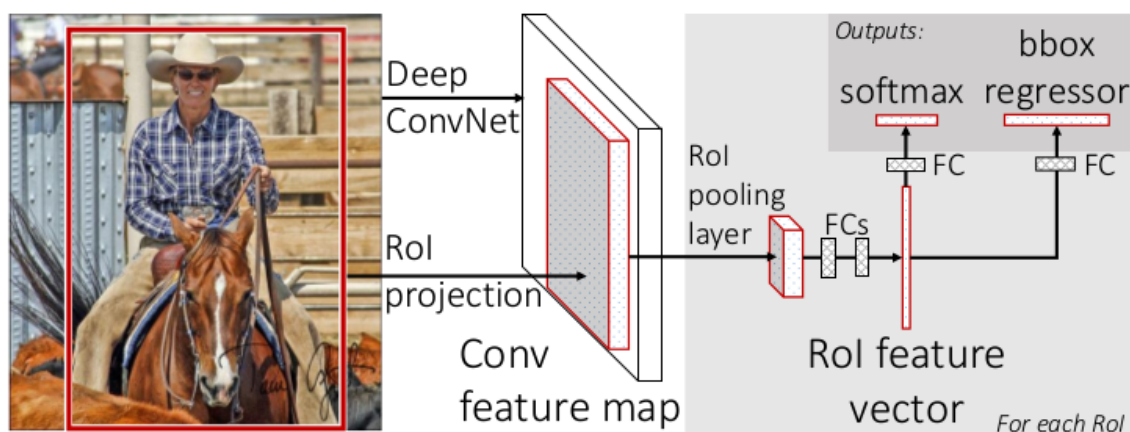 Deep
ConvNet
RoI
projection
Conv
feature map
RoI
pooling
layer
FCs
RoI feature
vector
For each RoI
Outputs:
softmax
bbox
regressor
FC
FC